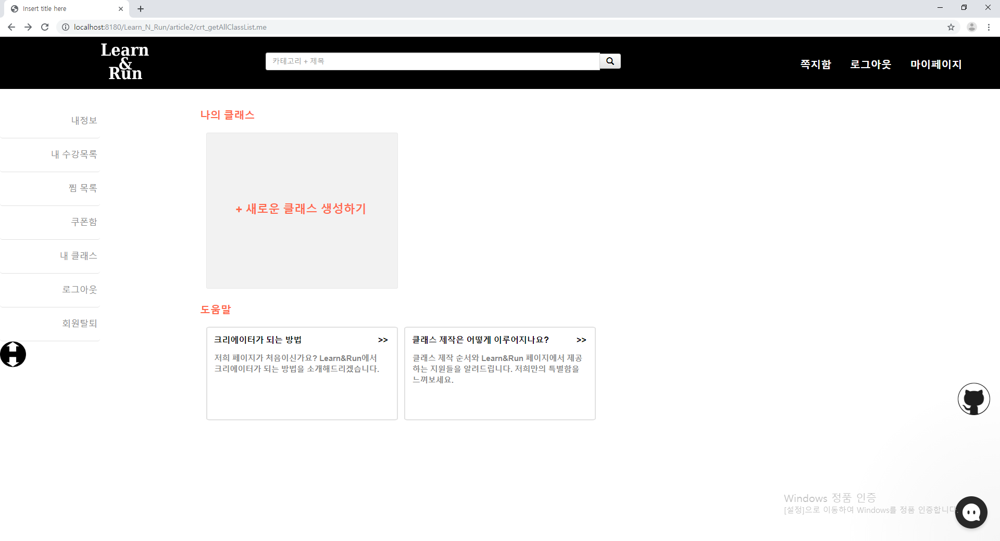 Insert title here
localhost:8180/Learn_N_Run/article2/crt_getAllClassList.me
Learn
&
Run
카테고리 + 제목
쪽지함 로그아웃 마이페이지
내정보
내 수강목록
찜 목록
쿠폰함
내 클래스
로그아웃
회원탈퇴
나의 클래스
+ 새로운 클래스 생성하기
도움말
크리에이터가 되는 방법 >>
저희 페이지가 처음이신가요? Learn&Run에서
크리에이터가 되는 방법을 소개해드리겠습니다.
클래스 제작은 어떻게 이루어지나요? >>
클래스 제작 순서와 Learn&Run 페이지에서 제공
하는 지원들을 알려드립니다. 저희만의 특별함을
느껴보세요.
Windows 정품 인증
[설정]으로 이동하여 Windows를 정품 인증합니다.